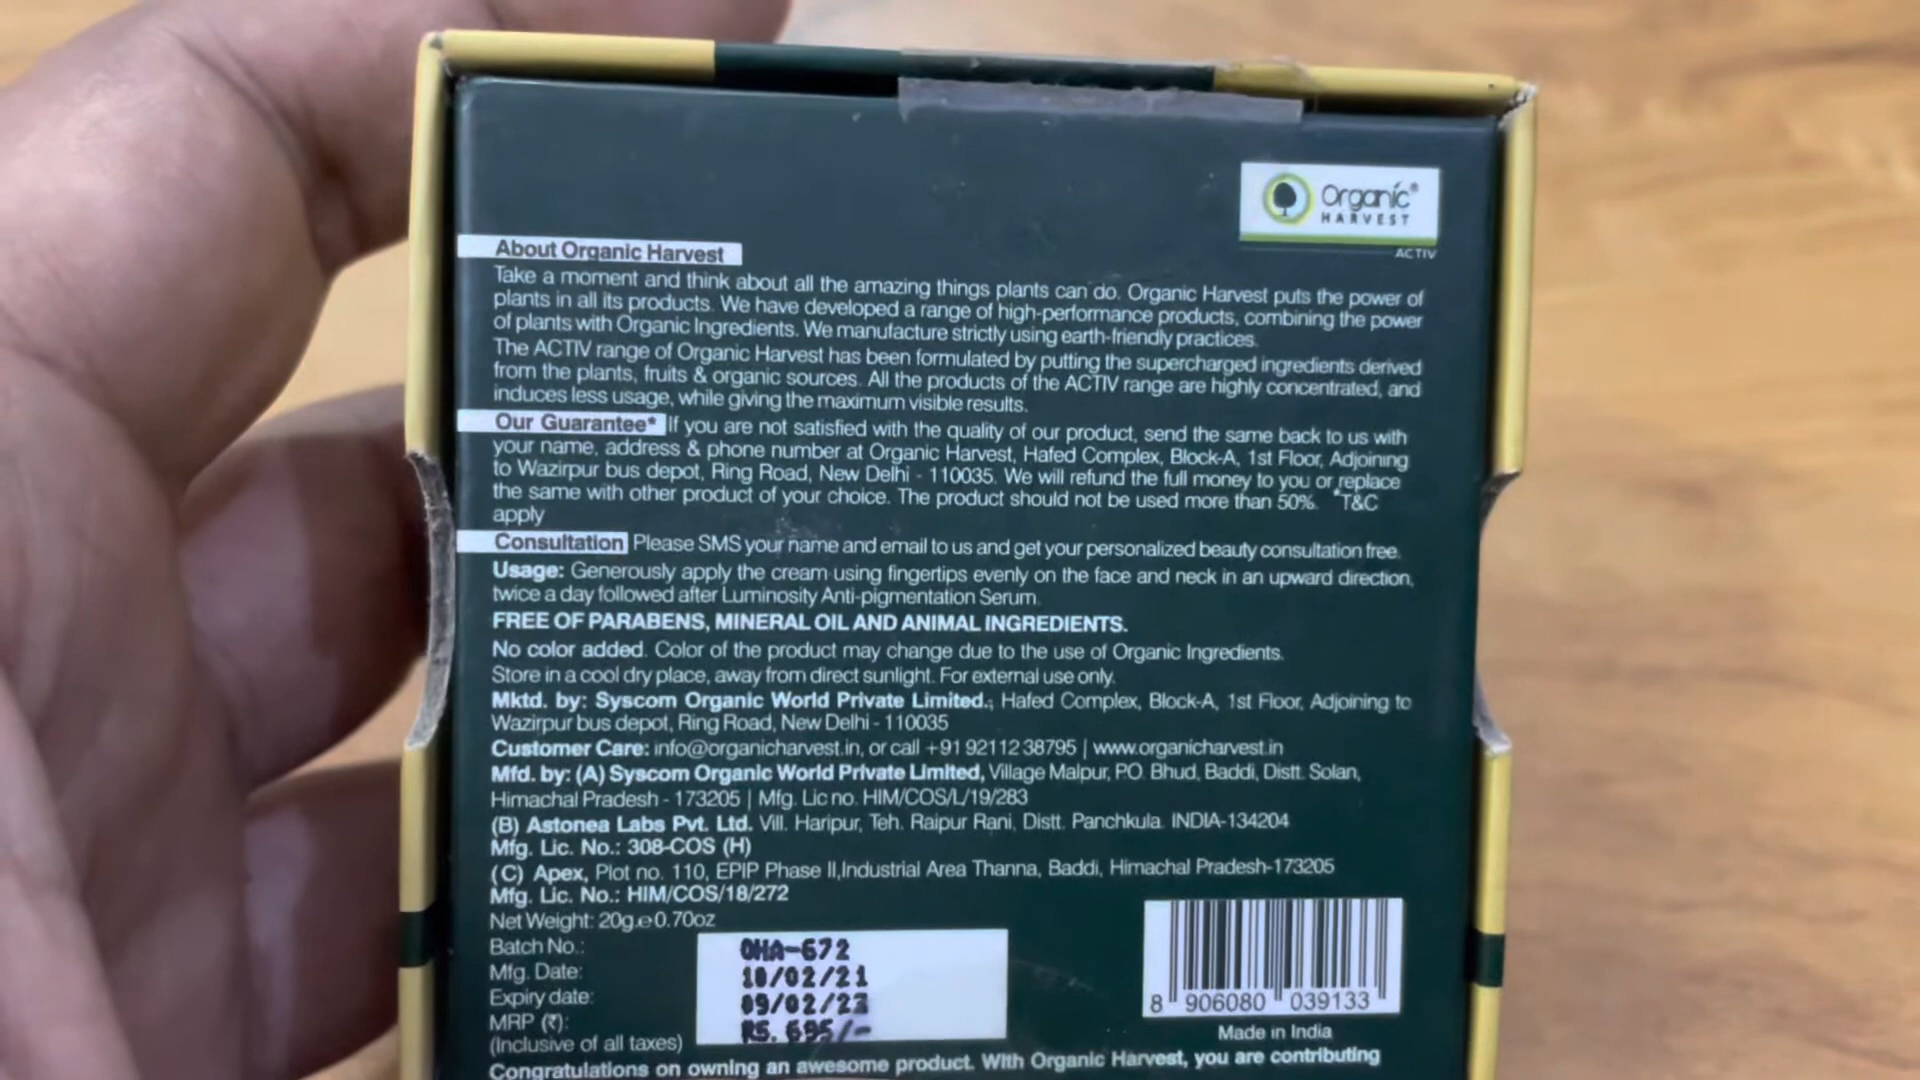 Organic®
HARVEST
ACTIV
About Organic Harvest
Take a moment and think about all the amazing things plants can do. Organic Harvest puts the power of
plants in all its products. We have developed a range of high-performance products, combining the power
of plants with Organic Ingredients. We manufacture strictly using earth-friendly practices.
The ACTIV range of Organic Harvest has been formulated by putting the supercharged ingredients derived
from the plants, fruits & organic sources. All the products of the ACTIV range are highly concentrated, and
induces less usage, while giving the maximum visible results.
Our Guarantee* If you are not satisfied with the quality of our product, send the same back to us with
your name, address & phone number at Organic Harvest, Hafed Complex, Block-A, 1st Floor, Adjoining
to Wazirpur bus depot, Ring Road, New Delhi - 110035. We will refund the full money to you or replace
the same with other product of your choice. The product should not be used more than 50%. *T&C
apply
Consultation Please SMS your name and email to us and get your personalized beauty consultation free.
Usage: Generously apply the cream using fingertips evenly on the face and neck in an upward direction,
twice a day followed after Luminosity Anti-pigmentation Serum.
FREE OF PARABENS, MINERAL OIL AND ANIMAL INGREDIENTS.
No color added. Color of the product may change due to the use of Organic Ingredients.
Store in a cool dry place, away from direct sunlight. For external use only.
Mktd. by: Syscom Organic World Private Limited., Hafed Complex, Block-A, 1st Floor, Adjoining to
Wazirpur bus depot, Ring Road, New Delhi - 110035
Customer Care: info@organicharvest.in, or call +91 92112 38795 | www.organicharvest.in
Mfd. by: (A) Syscom Organic World Private Limited, Village Malpur, P.O. Bhud, Baddi, Distt. Solan,
Himachal Pradesh - 173205 | Mfg. Lic no. HIM/COS/L/19/283
(B) Astonea Labs Pvt. Ltd. Vill. Haripur, Teh. Raipur Rani, Distt. Panchkula. INDIA-134204
Mfg. Lic. No.: 308-COS (H)
(C) Apex, Plot no. 110, EPIP Phase II,Industrial Area Thanna, Baddi, Himachal Pradesh-173205
Mfg. Lic. No.: HIM/COS/18/272
Net Weight: 20g.e 0.70oz
Batch No.: OHA-672
Mfg. Date: 10/02/21
Expiry date: 09/02/23
MRP (₹): RS. 695/-
(Inclusive of all taxes)
8 906080 039133
Made in India
Congratulations on owning an awesome product. With Organic Harvest, you are contributing